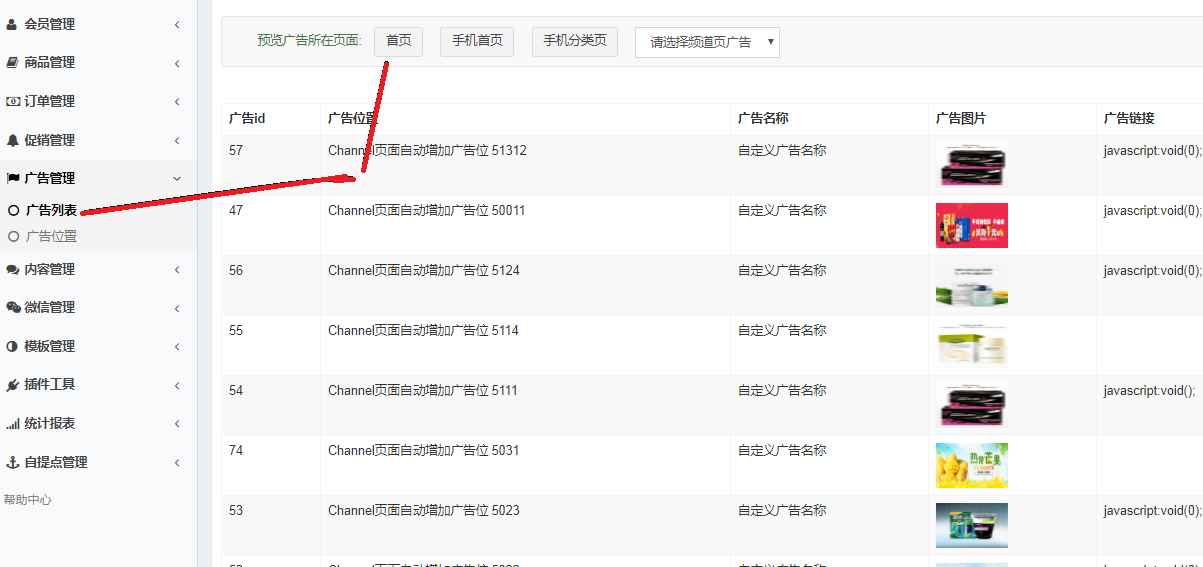 会员管理
商品管理
订单管理
促销管理
广告管理
广告列表
广告位置
内容管理
微信管理
模板管理
插件工具
统计报表
自提点管理
帮助中心
预览广告所在页面: 首页 手机首页 手机分类页 请选择频道页广告
广告id 广告位置 广告名称 广告图片 广告链接
57 Channel页面自动增加广告位 51312 自定义广告名称 javascript:void(0);
47 Channel页面自动增加广告位 50011 自定义广告名称 javascript:void(0);
56 Channel页面自动增加广告位 5124 自定义广告名称 javascript:void(0);
55 Channel页面自动增加广告位 5114 自定义广告名称
54 Channel页面自动增加广告位 5111 自定义广告名称 javascript:void();
74 Channel页面自动增加广告位 5031 自定义广告名称
53 Channel页面自动增加广告位 5023 自定义广告名称 javascript:void(0);